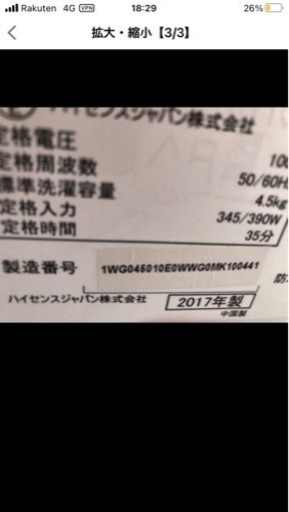 Rakuten 4G VPN 18:29 26%
拡大・縮小【3/3】
ハイセンスジャパン株式会社
定格電圧 100
定格周波数 50/60H
標準洗濯容量 4.5kg
定格入力 345/390W
定格時間 35分
製造番号 1WG045010E0WWG0MK100441 防
ハイセンスジャパン株式会社 2017年製
中国製